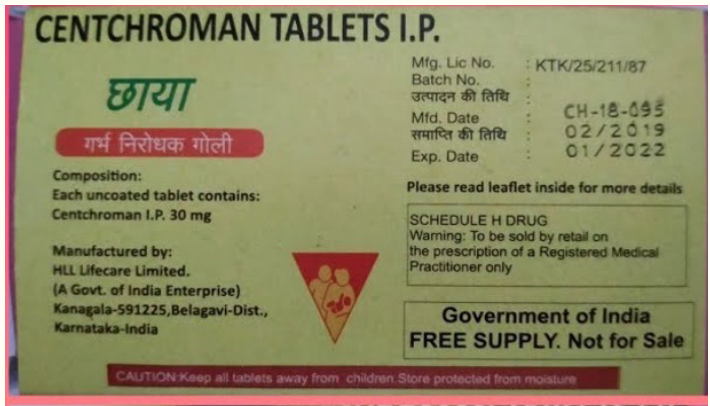 CENTCHROMAN TABLETS I.P.
छाया
गर्भ निरोधक गोली
Composition:
Each uncoated tablet contains:
Centchroman I.P. 30 mg
Manufactured by:
HLL Lifecare Limited.
(A Govt. of India Enterprise)
Kanagala-591225,Belagavi-Dist.,
Karnataka-India
Mfg. Lic No. : KTK/25/211/87
Batch No. :
उत्पादन की तिथि : CH-18-095
Mfd. Date
समाप्ति की तिथि : 02/2019
Exp. Date : 01/2022
Please read leaflet inside for more details
SCHEDULE H DRUG
Warning: To be sold by retail on
the prescription of a Registered Medical
Practitioner only
Government of India
FREE SUPPLY. Not for Sale
CAUTION:Keep all tablets away from children.Store protected from moisture